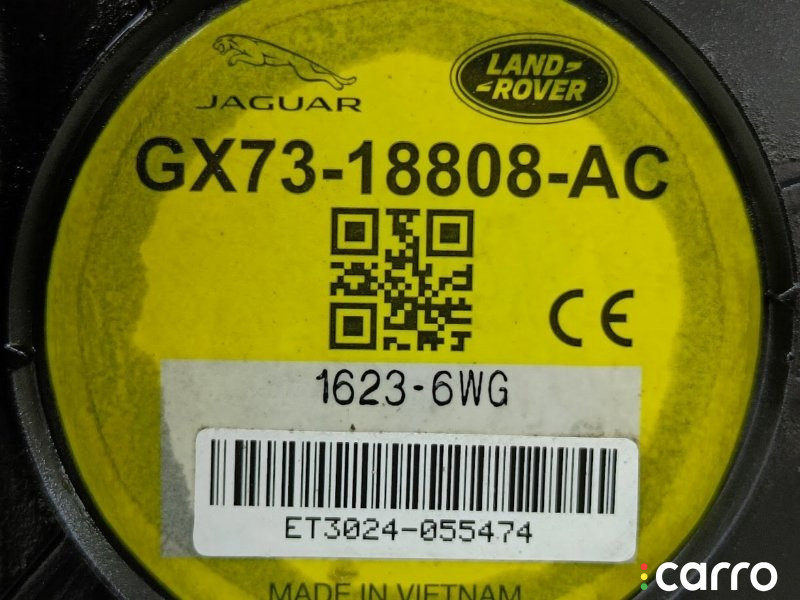 JAGUAR
LAND-
-ROVER
GX73-18808-AC
CE
1623-6WG
ET3024-055474
MADE IN VIETNAM
carro